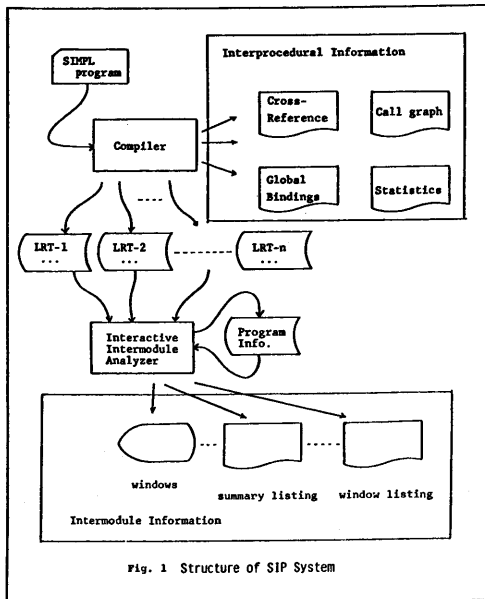 SIMPL
program
Interprocedural Information
Cross-
Reference
Call graph
Compiler
Global
Bindings
Statistics
LRT-1
...
LRT-2
...
LRT-n
...
Interactive
Intermodule
Analyzer
Program
Info.
windows
summary listing
window listing
Intermodule Information
Fig. 1 Structure of SIP System